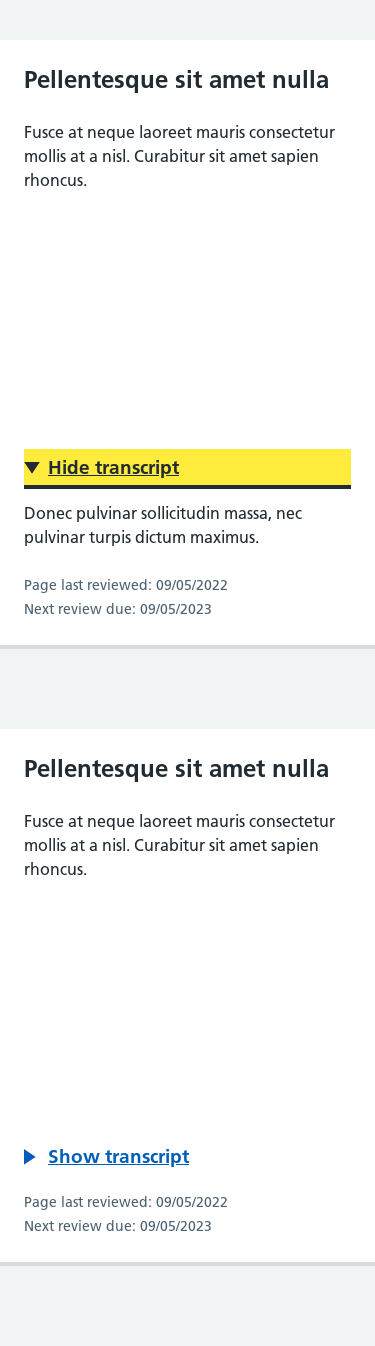 Pellentesque sit amet nulla
Fusce at neque laoreet mauris consectetur
mollis at a nisl. Curabitur sit amet sapien
rhoncus.
Hide transcript
Donec pulvinar sollicitudin massa, nec
pulvinar turpis dictum maximus.
Page last reviewed: 09/05/2022
Next review due: 09/05/2023
Pellentesque sit amet nulla
Fusce at neque laoreet mauris consectetur
mollis at a nisl. Curabitur sit amet sapien
rhoncus.
Show transcript
Page last reviewed: 09/05/2022
Next review due: 09/05/2023